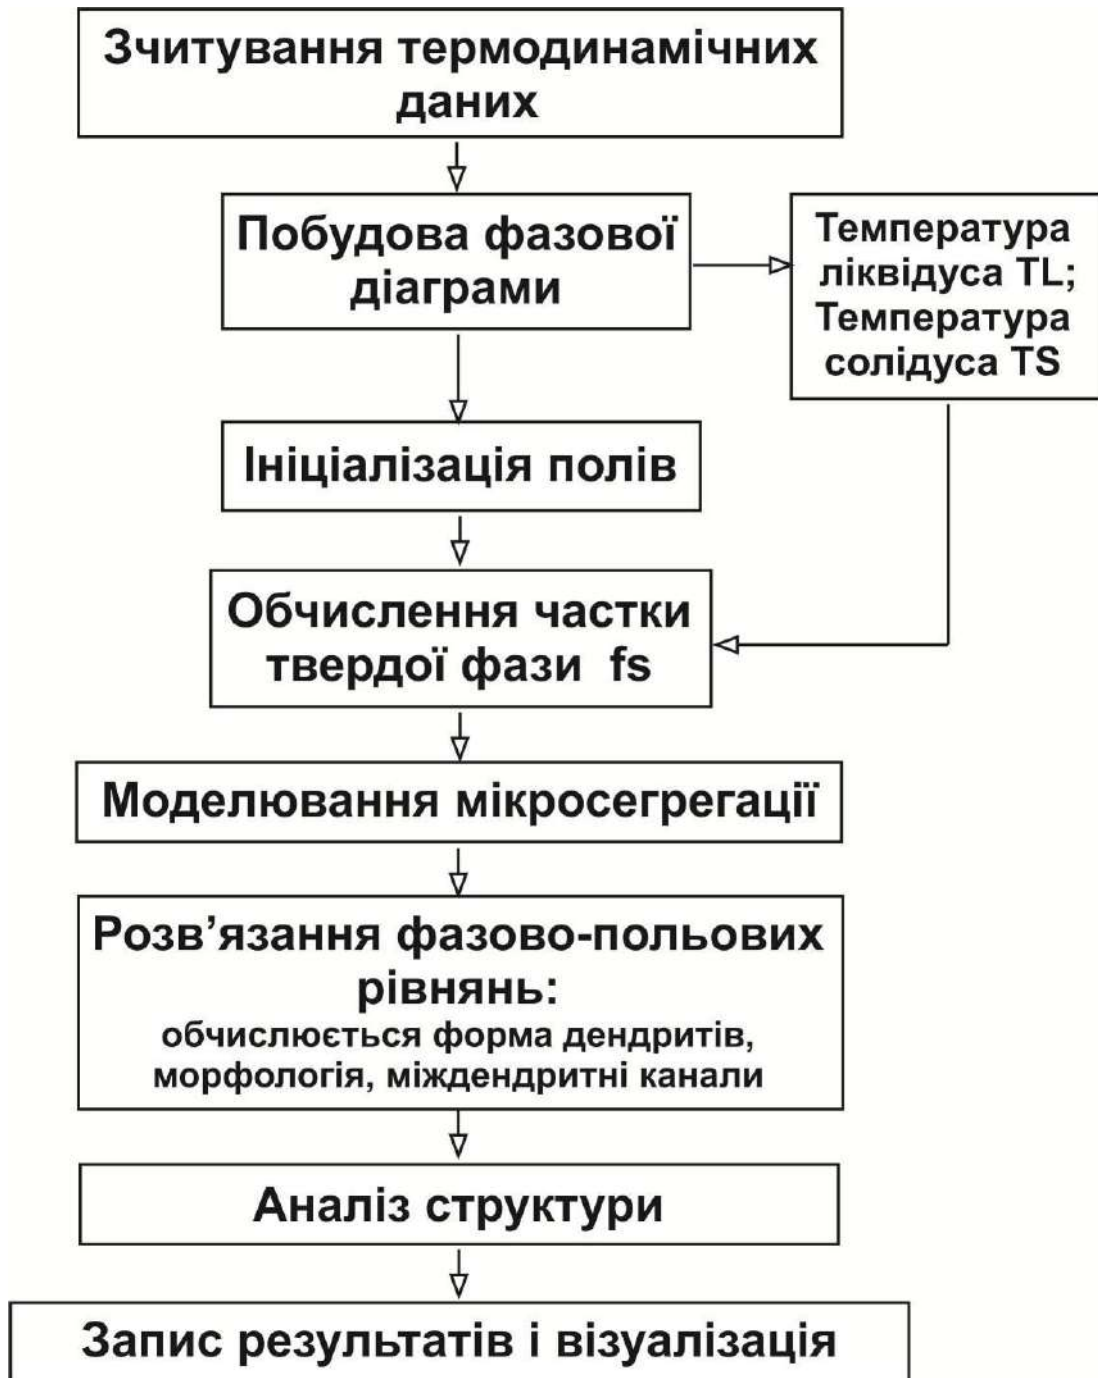 Зчитування термодинамічних
даних
Побудова фазової
діаграми
Температура
ліквідуса TL;
Температура
солідуса TS
Ініціалізація полів
Обчислення частки
твердої фази fs
Моделювання мікросегрегації
Розв’язання фазово-польових
рівнянь:
обчислюється форма дендритів,
морфологія, міждендритні канали
Аналіз структури
Запис результатів і візуалізація